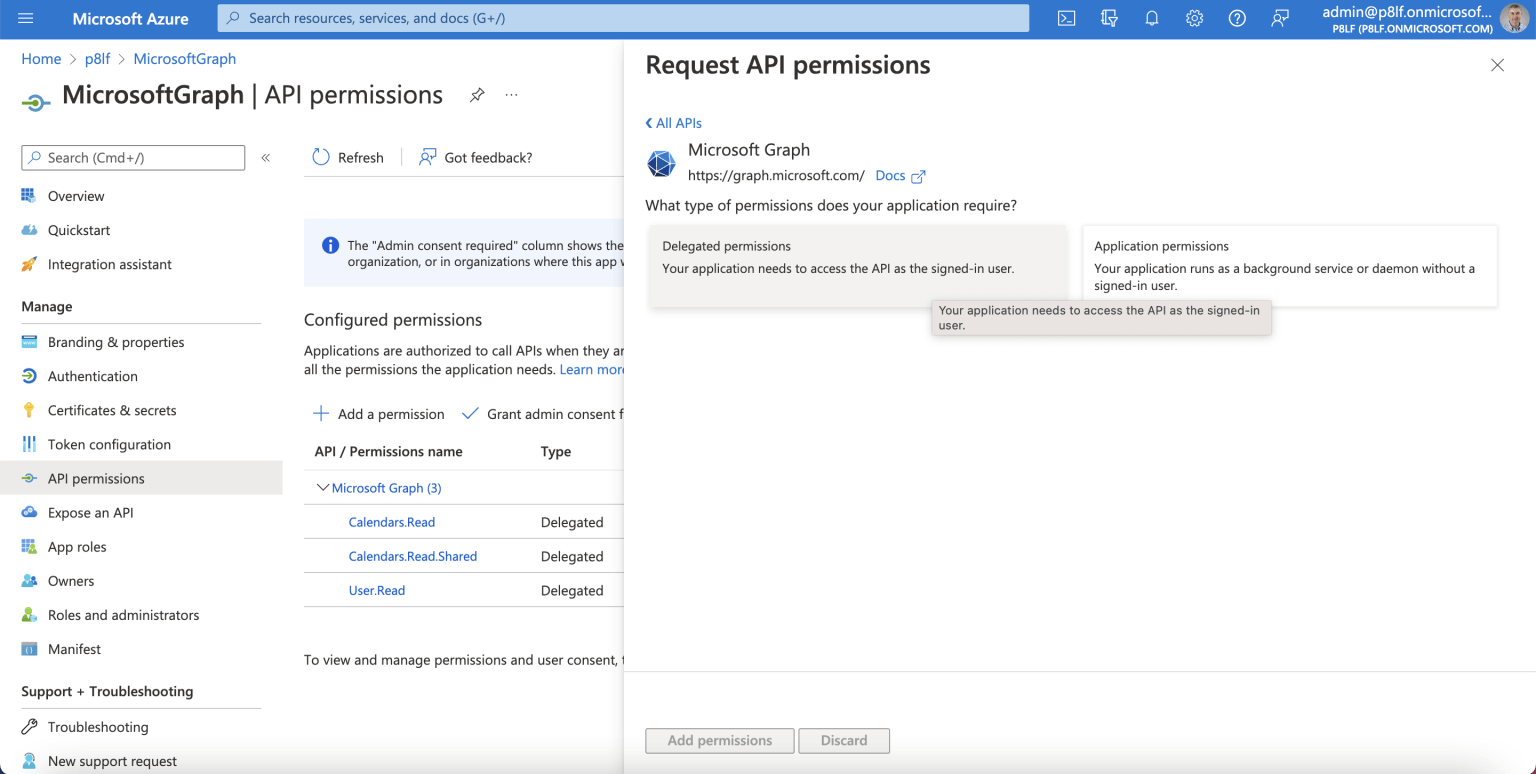 Microsoft Azure
Search resources, services, and docs (G+/)
admin@p8lf.onmicrosof...
P8LF (P8LF.ONMICROSOFT.COM)
Home > p8lf > MicrosoftGraph
MicrosoftGraph | API permissions
...
Search (Cmd+/)
«
Overview
Quickstart
Integration assistant
Manage
Branding & properties
Authentication
Certificates & secrets
Token configuration
API permissions
Expose an API
App roles
Owners
Roles and administrators
Manifest
Support + Troubleshooting
Troubleshooting
New support request
Refresh
Got feedback?
The "Admin consent required" column shows the
organization, or in organizations where this app
Configured permissions
Applications are authorized to call APIs when they
all the permissions the application needs. Learn more
Add a permission
Grant admin consent
API / Permissions name Type
Microsoft Graph (3)
Calendars.Read Delegated
Calendars.Read.Shared Delegated
User.Read Delegated
To view and manage permissions and user consent,
Request API permissions
All APIs
Microsoft Graph
https://graph.microsoft.com/ Docs
What type of permissions does your application require?
Delegated permissions
Your application needs to access the API as the signed-in user.
Application permissions
Your application runs as a background service or daemon without a
signed-in user.
Your application needs to access the API as the signed-in
user.
Add permissions
Discard